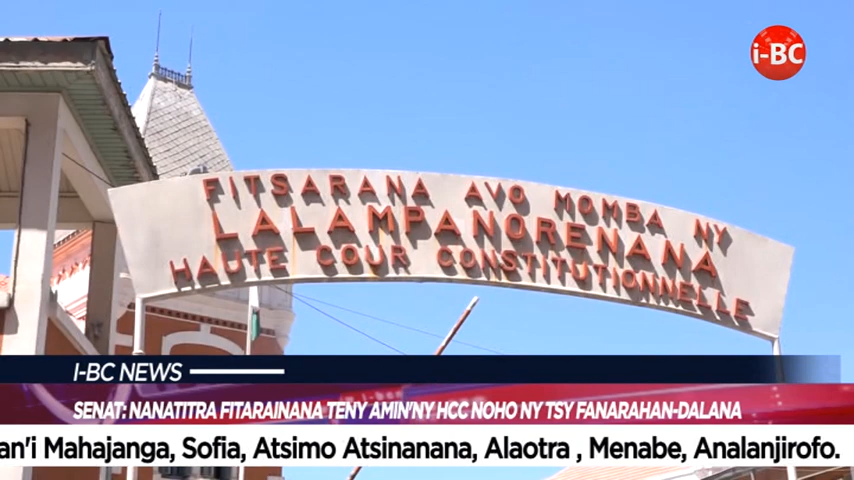 i-BC
FITSARANA AVO MOMBA NY
LALAMPANORENANA
HAUTE COUR CONSTITUTIONNELLE
I-BC NEWS
SENAT: NANATITRA FITARAINANA TENY AMIN'NY HCC NOHO NY TSY FANARAHAN-DALANA
an'i Mahajanga, Sofia, Atsimo Atsinanana, Alaotra , Menabe, Analanjirofo.